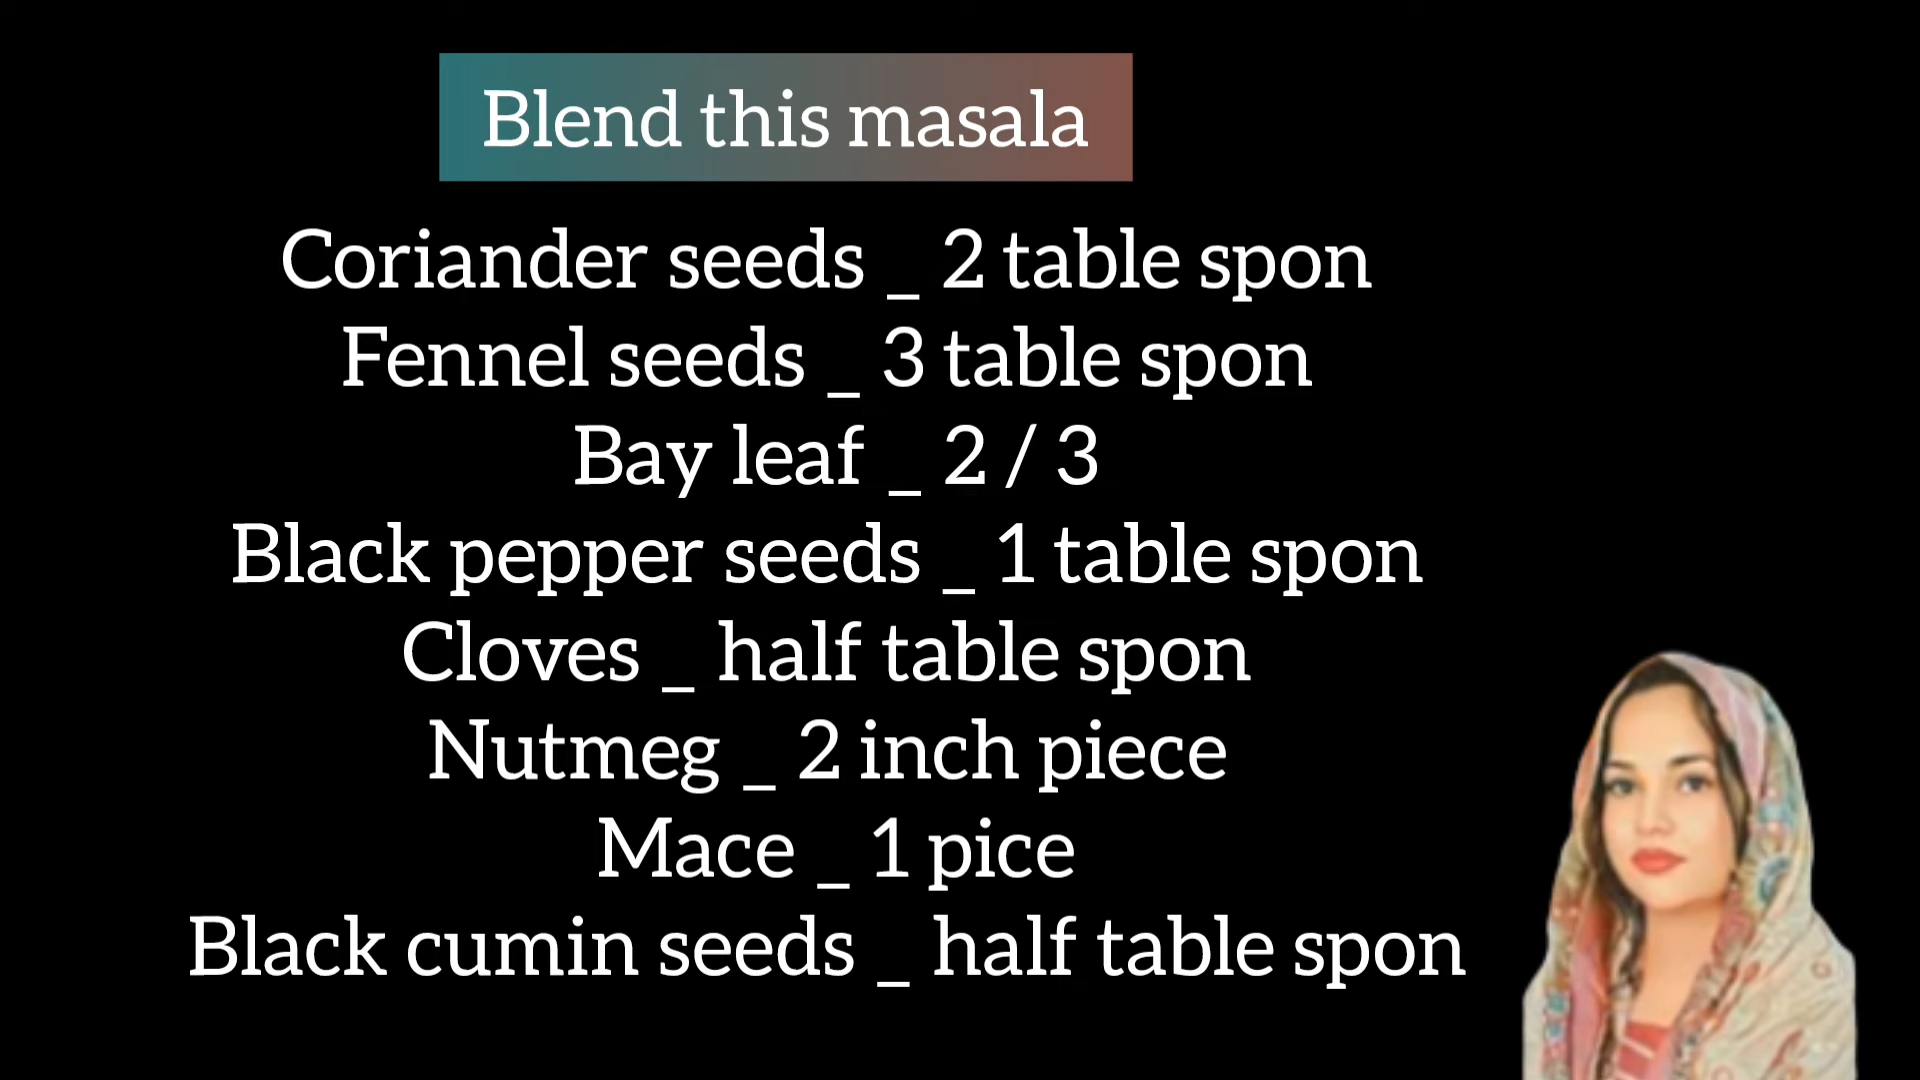 Blend this masala
Coriander seeds _ 2 table spon
Fennel seeds _ 3 table spon
Bay leaf _ 2 / 3
Black pepper seeds _ 1 table spon
Cloves _ half table spon
Nutmeg _ 2 inch piece
Mace _ 1 pice
Black cumin seeds _ half table spon